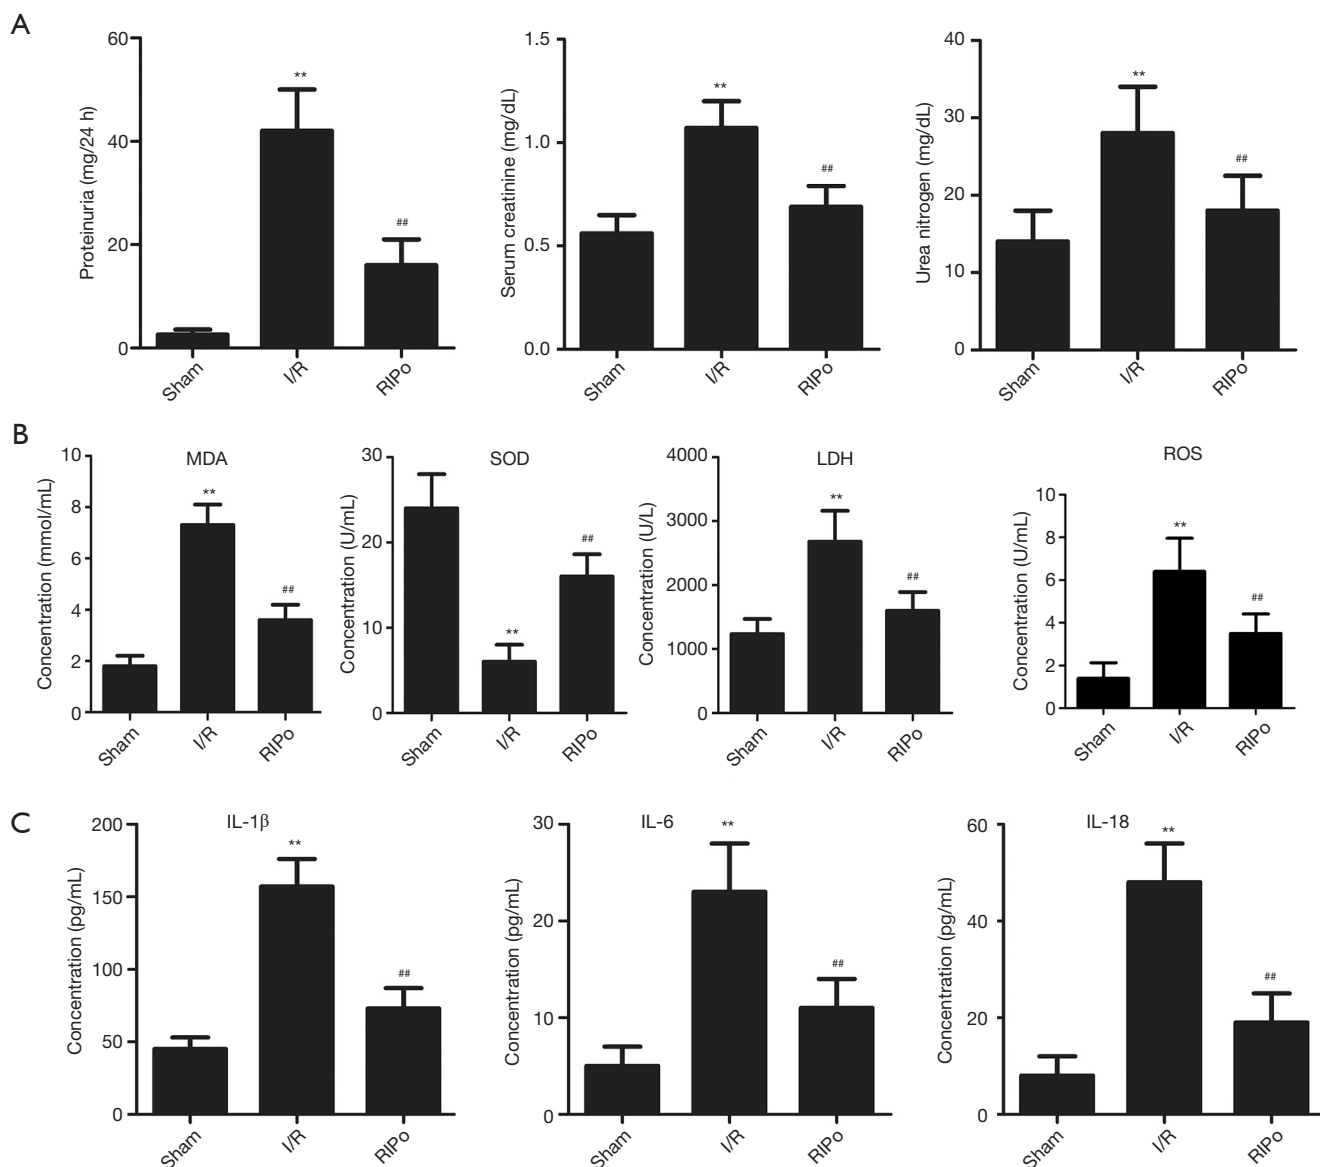 A
Proteinuria (mg/24 h)
60
40
20
0
**
##
Sham
I/R
RIPo
Serum creatinine (mg/dL)
1.5
1.0
0.5
0.0
**
##
Sham
I/R
RIPo
Urea nitrogen (mg/dL)
40
30
20
10
0
**
##
Sham
I/R
RIPo
B
MDA
Concentration (mmol/mL)
10
8
6
4
2
0
**
##
Sham
I/R
RIPo
SOD
Concentration (U/mL)
30
20
10
0
**
##
Sham
I/R
RIPo
LDH
Concentration (U/L)
4000
3000
2000
1000
0
**
##
Sham
I/R
RIPo
ROS
Concentration (U/mL)
10
8
6
4
2
0
**
##
Sham
I/R
RIPo
C
IL-1β
Concentration (pg/mL)
200
150
100
50
0
**
##
Sham
I/R
RIPo
IL-6
Concentration (pg/mL)
30
20
10
0
**
##
Sham
I/R
RIPo
IL-18
Concentration (pg/mL)
60
40
20
0
**
##
Sham
I/R
RIPo